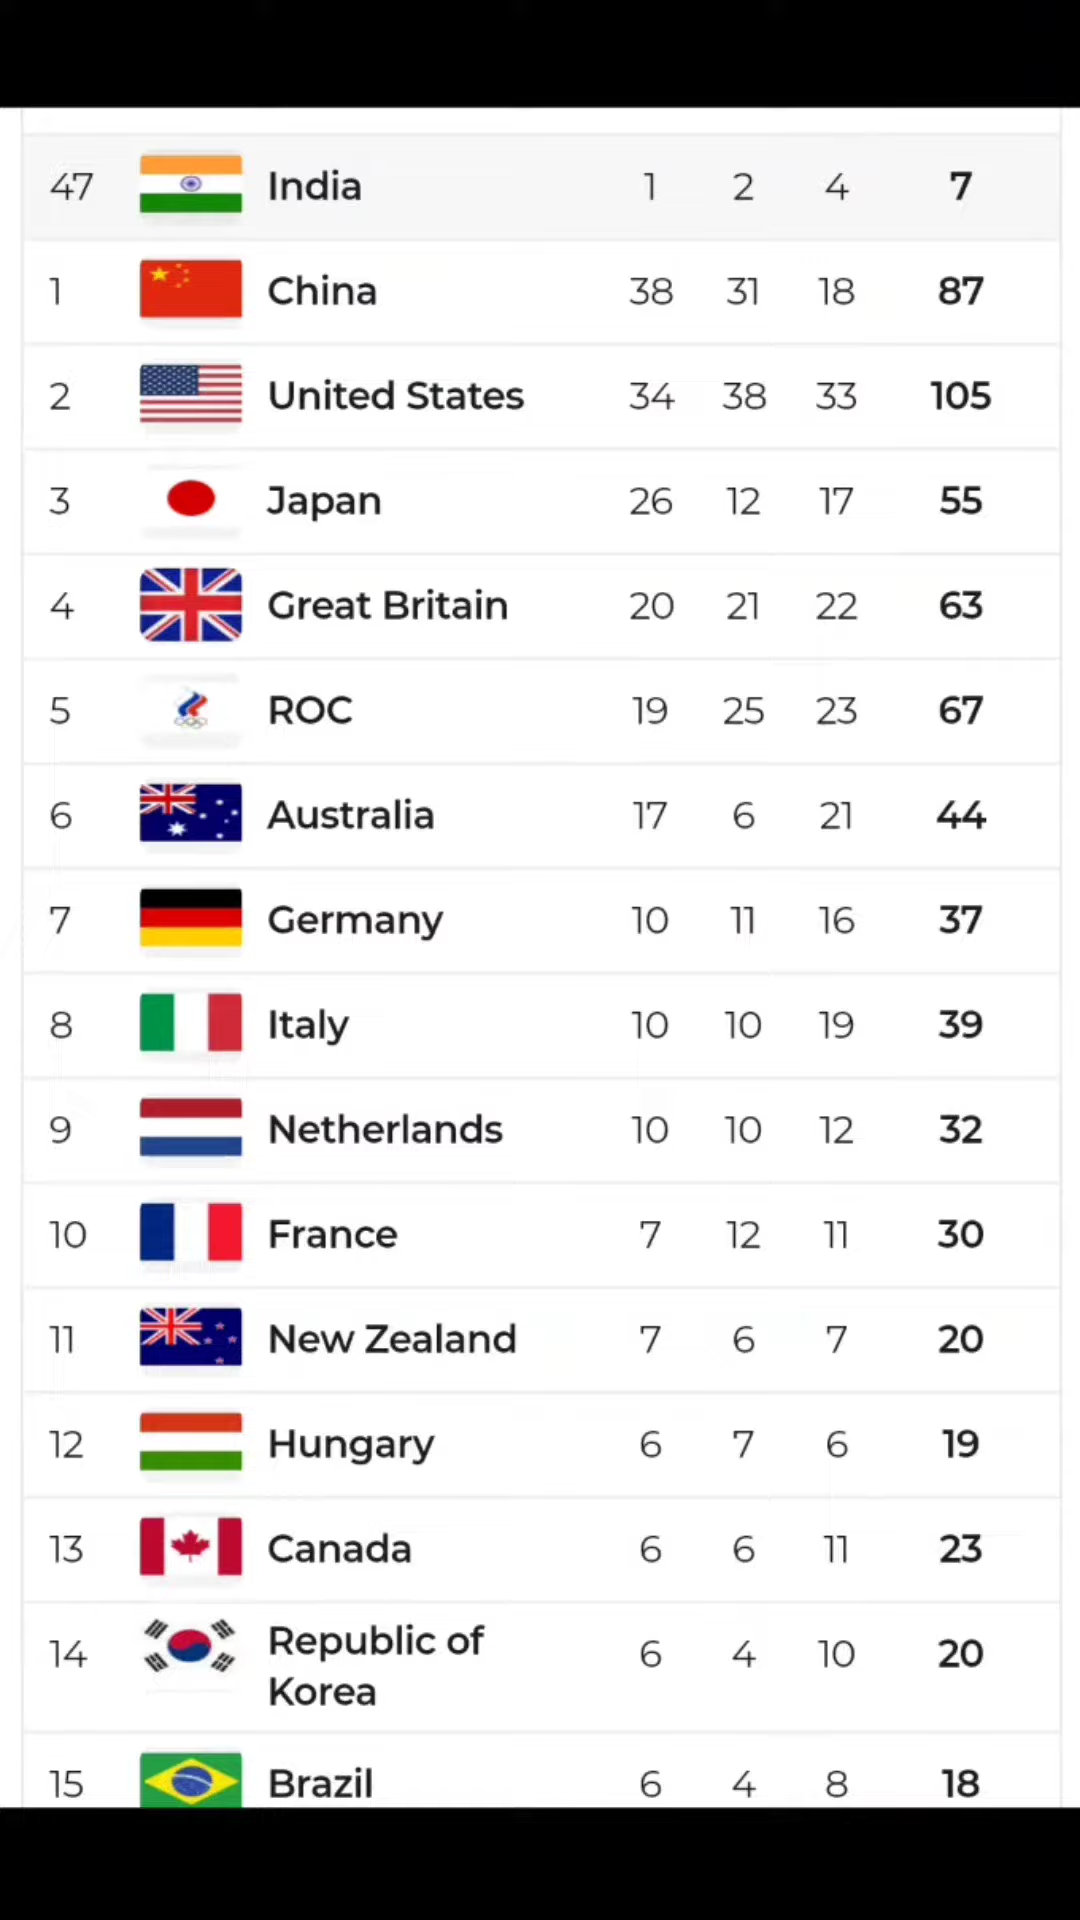 47 India 1 2 4 7
1 China 38 31 18 87
2 United States 34 38 33 105
3 Japan 26 12 17 55
4 Great Britain 20 21 22 63
5 ROC 19 25 23 67
6 Australia 17 6 21 44
7 Germany 10 11 16 37
8 Italy 10 10 19 39
9 Netherlands 10 10 12 32
10 France 7 12 11 30
11 New Zealand 7 6 7 20
12 Hungary 6 7 6 19
13 Canada 6 6 11 23
14 Republic of Korea 6 4 10 20
15 Brazil 6 4 8 18